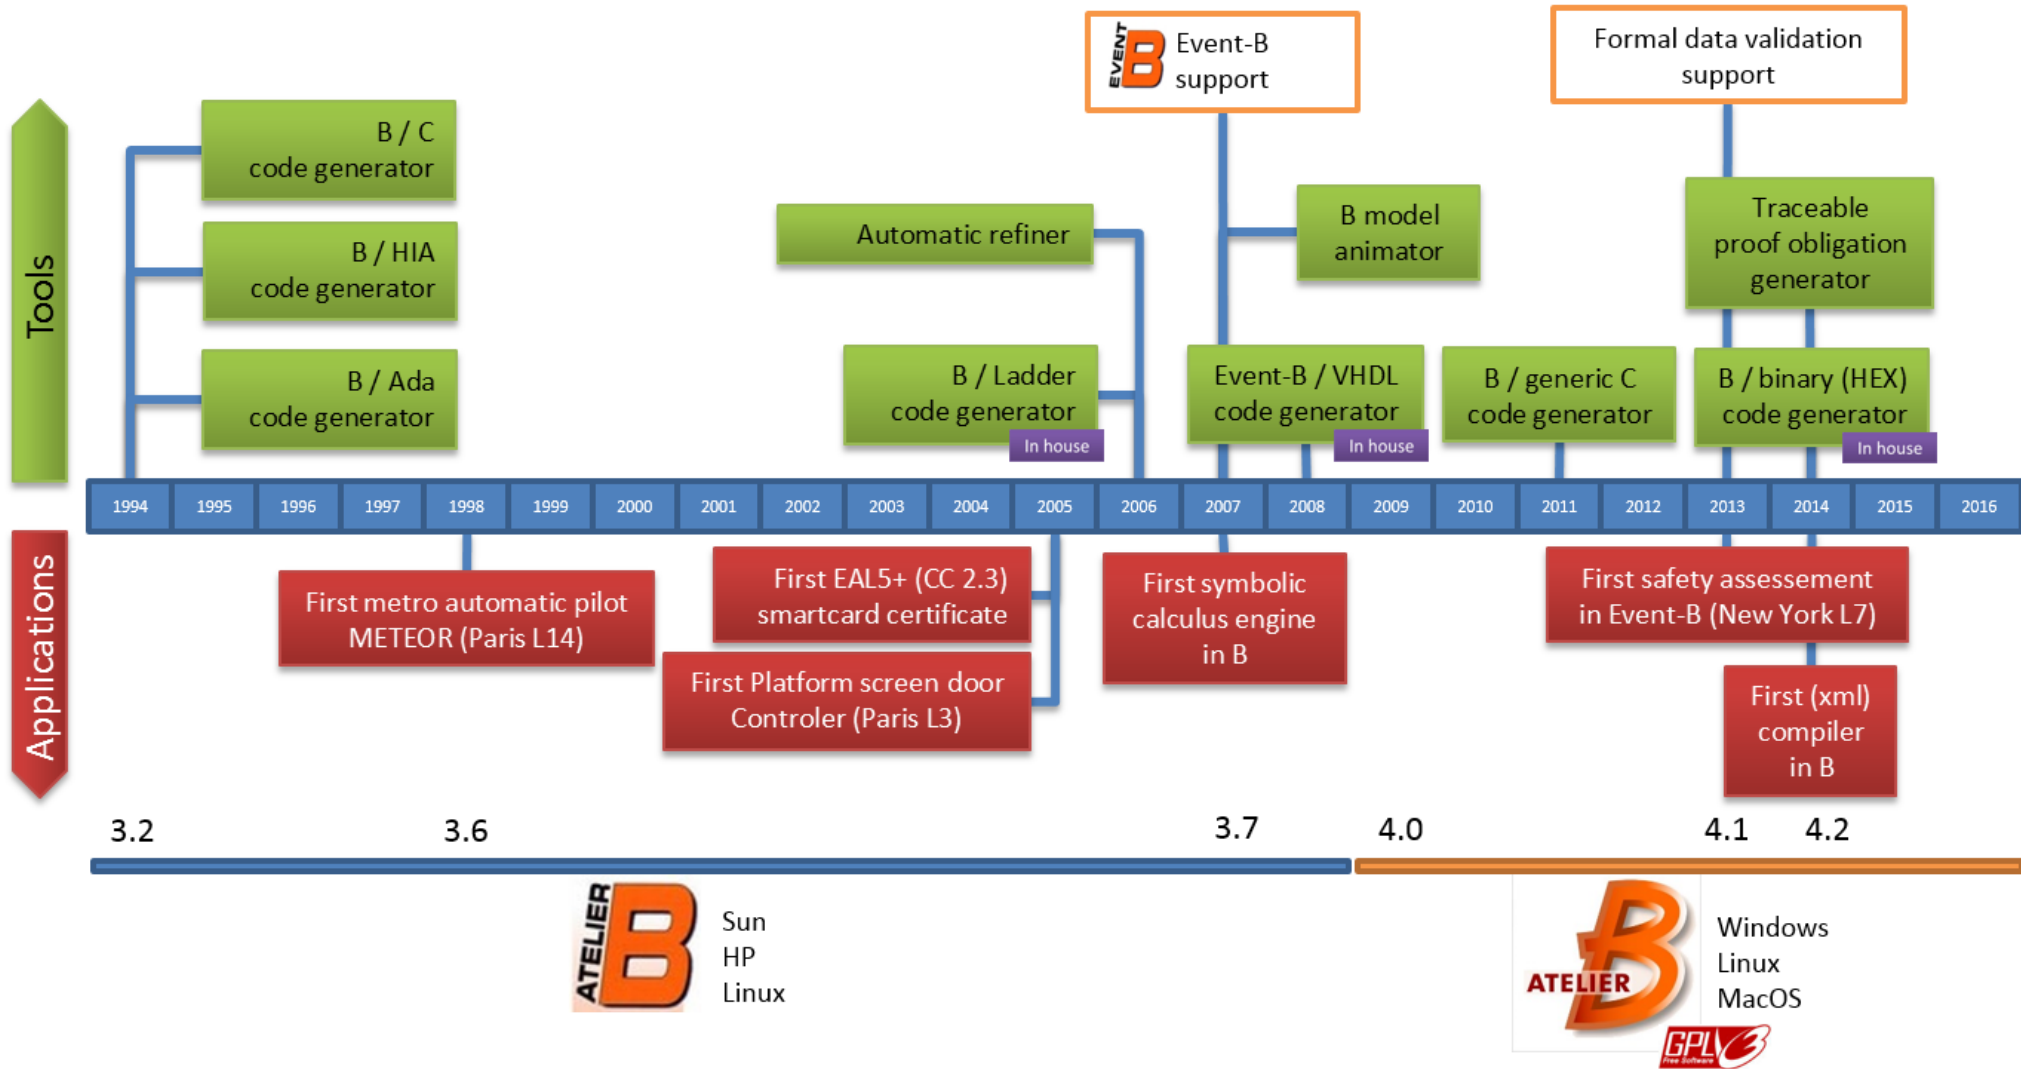 EVENT B
Event-B
support
Formal data validation
support
Tools
B / C
code generator
B / HIA
code generator
B / Ada
code generator
Automatic refiner
B / Ladder
code generator
In house
B model
animator
Event-B / VHDL
code generator
In house
B / generic C
code generator
Traceable
proof obligation
generator
B / binary (HEX)
code generator
In house
1994 1995 1996 1997 1998 1999 2000 2001 2002 2003 2004 2005 2006 2007 2008 2009 2010 2011 2012 2013 2014 2015 2016
Applications
First metro automatic pilot
METEOR (Paris L14)
First EAL5+ (CC 2.3)
smartcard certificate
First Platform screen door
Controler (Paris L3)
First symbolic
calculus engine
in B
First safety assessement
in Event-B (New York L7)
First (xml)
compiler
in B
3.2 3.6 3.7 4.0 4.1 4.2
ATELIER B
Sun
HP
Linux
ATELIER B
Windows
Linux
MacOS
GPLv3
Free Software